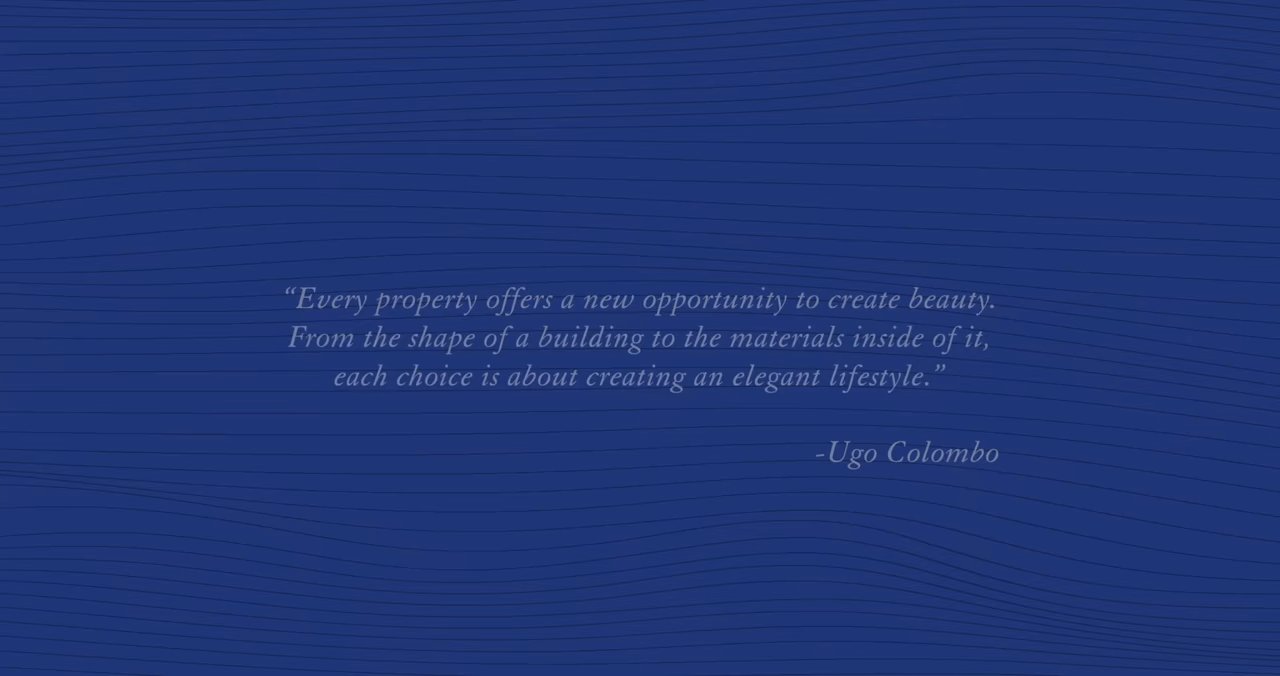 “Every property offers a new opportunity to create beauty.
From the shape of a building to the materials inside of it,
each choice is about creating an elegant lifestyle.”
-Ugo Colombo